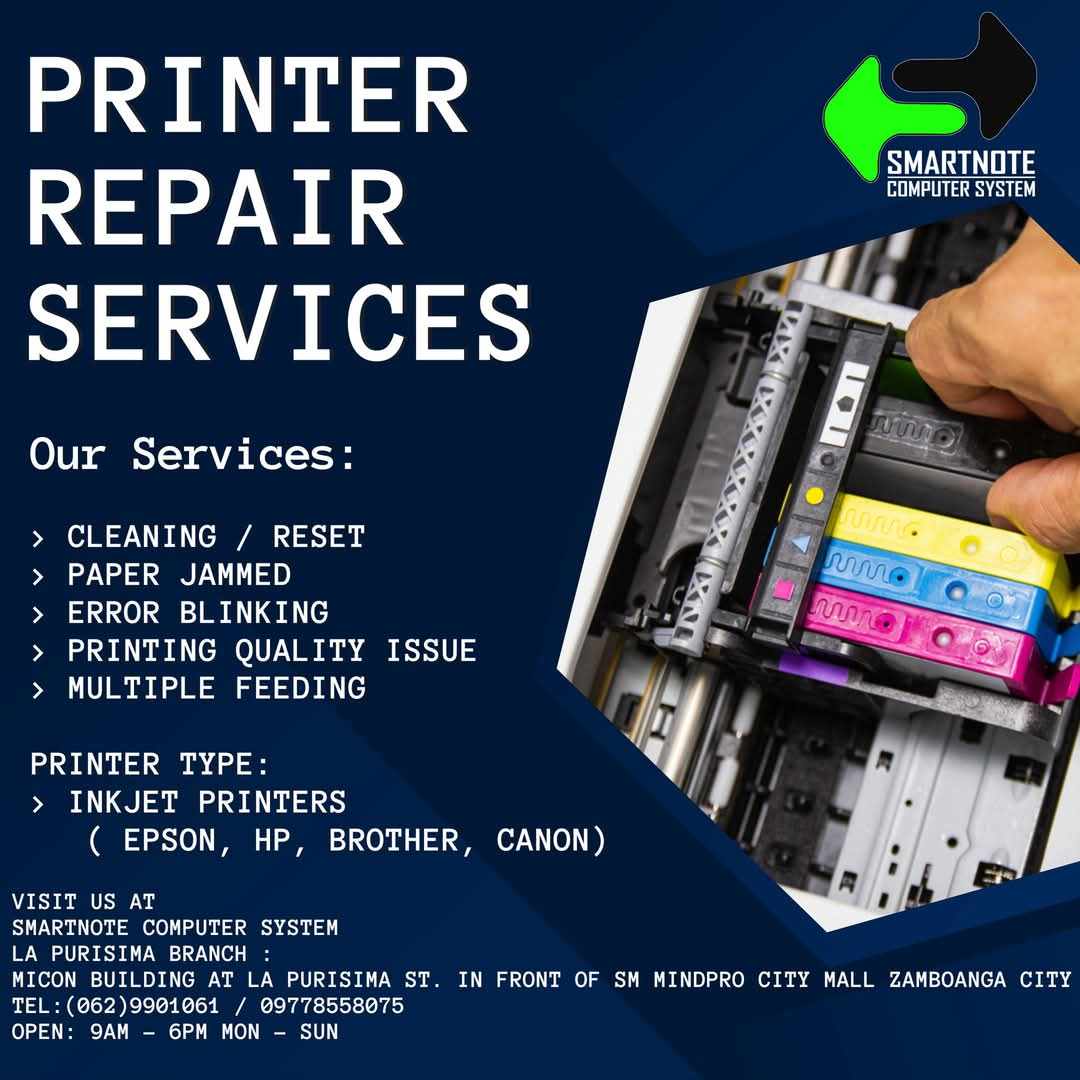 PRINTER
REPAIR
SERVICES
SMARTNOTE
COMPUTER SYSTEM
Our Services:
> CLEANING / RESET
> PAPER JAMMED
> ERROR BLINKING
> PRINTING QUALITY ISSUE
> MULTIPLE FEEDING
PRINTER TYPE:
> INKJET PRINTERS
( EPSON, HP, BROTHER, CANON)
VISIT US AT
SMARTNOTE COMPUTER SYSTEM
LA PURISIMA BRANCH :
MICON BUILDING AT LA PURISIMA ST. IN FRONT OF SM MINDPRO CITY MALL ZAMBOANGA CITY
TEL:(062)9901061 / 09778558075
OPEN: 9AM – 6PM MON – SUN